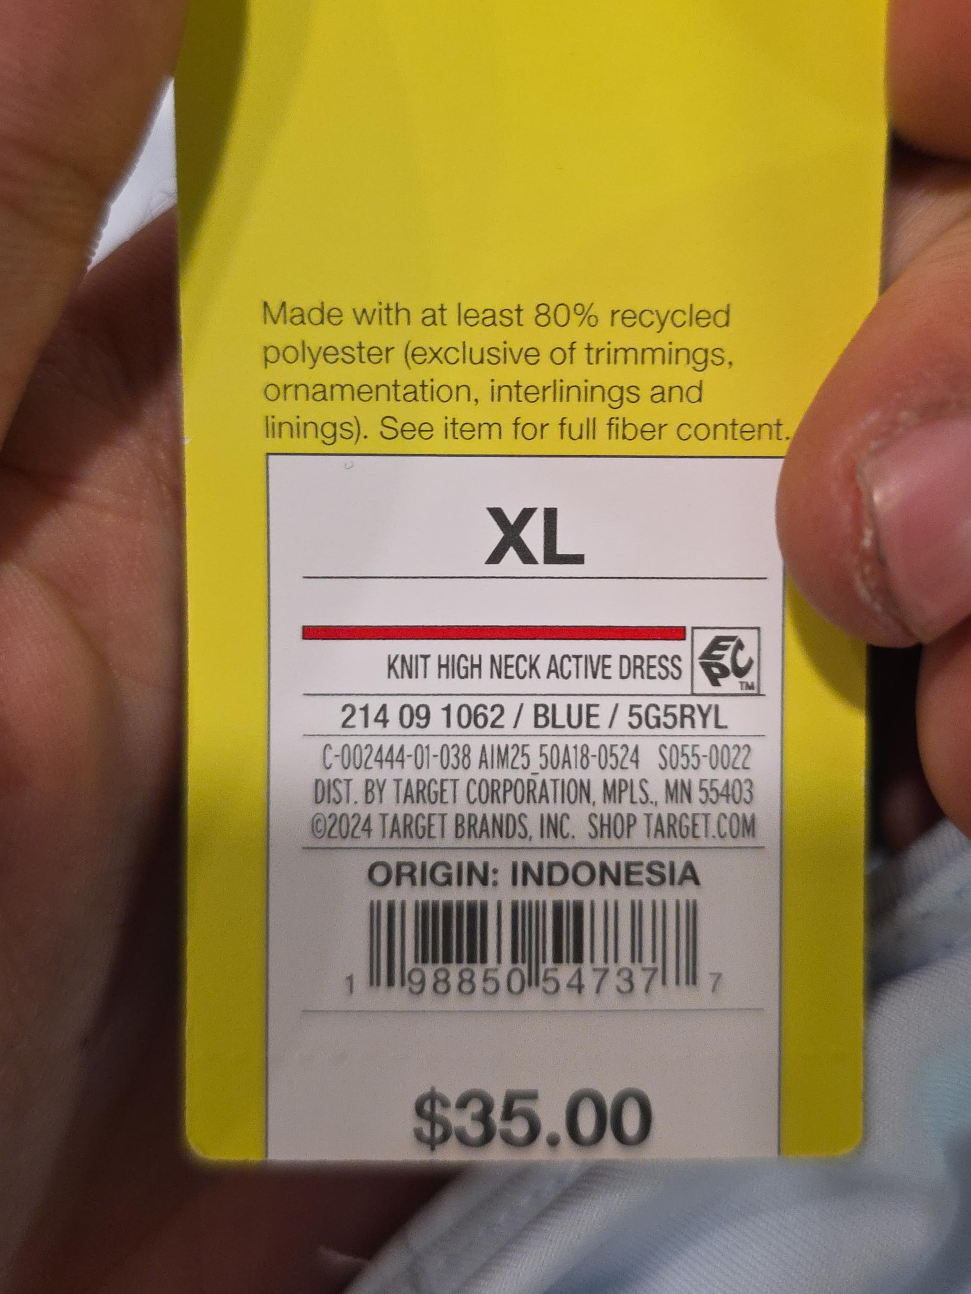 Made with at least 80% recycled
polyester (exclusive of trimmings,
ornamentation, interlinings and
linings). See item for full fiber content.
XL
KNIT HIGH NECK ACTIVE DRESS
EPC
TM
214 09 1062 / BLUE / 5G5RYL
C-002444-01-038 AIM25_50A18-0524 S055-0022
DIST. BY TARGET CORPORATION, MPLS., MN 55403
©2024 TARGET BRANDS, INC. SHOP TARGET.COM
ORIGIN: INDONESIA
1 98850 54737 7
$35.00